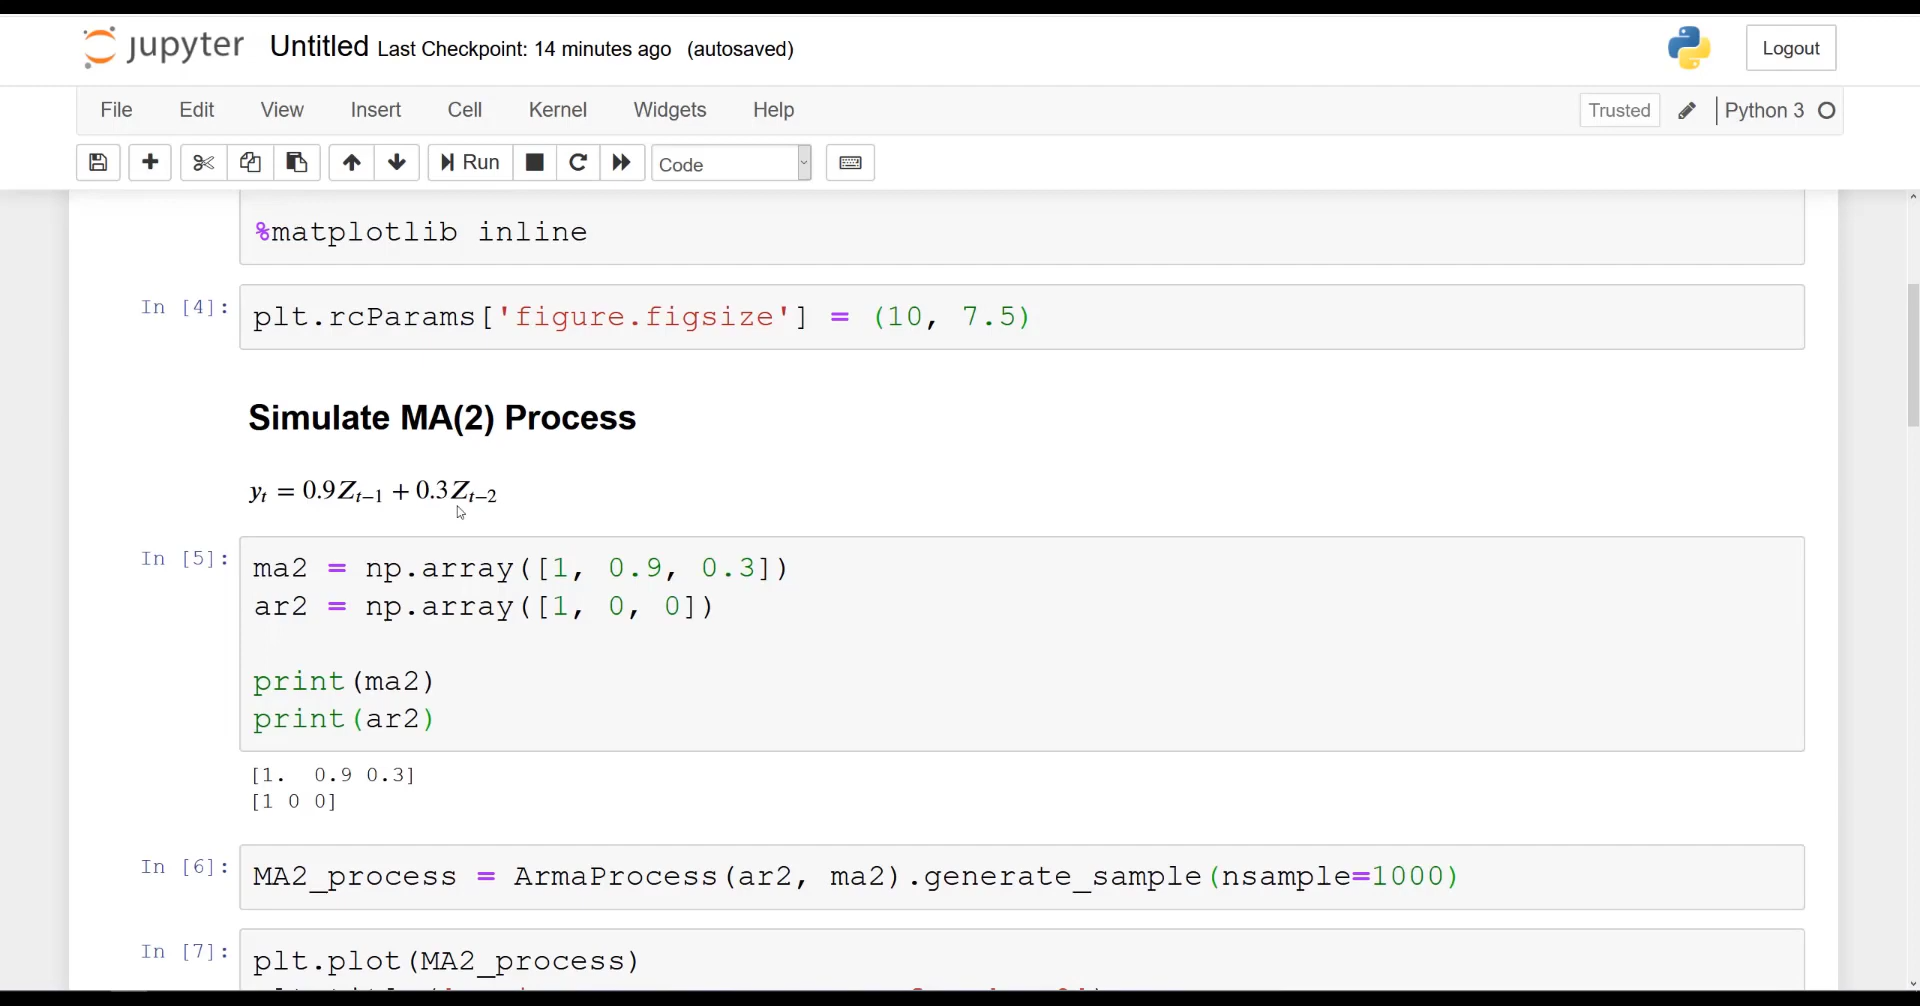 jupyter Untitled Last Checkpoint: 14 minutes ago (autosaved) Logout
File Edit View Insert Cell Kernel Widgets Help Trusted Python 3
Run Code
%matplotlib inline
In [4]: plt.rcParams['figure.figsize'] = (10, 7.5)
Simulate MA(2) Process
yₜ = 0.9Zₜ₋₁ + 0.3Zₜ₋₂
In [5]: ma2 = np.array([1, 0.9, 0.3])
ar2 = np.array([1, 0, 0])
print(ma2)
print(ar2)
[1. 0.9 0.3]
[1 0 0]
In [6]: MA2_process = ArmaProcess(ar2, ma2).generate_sample(nsample=1000)
In [7]: plt.plot(MA2_process)